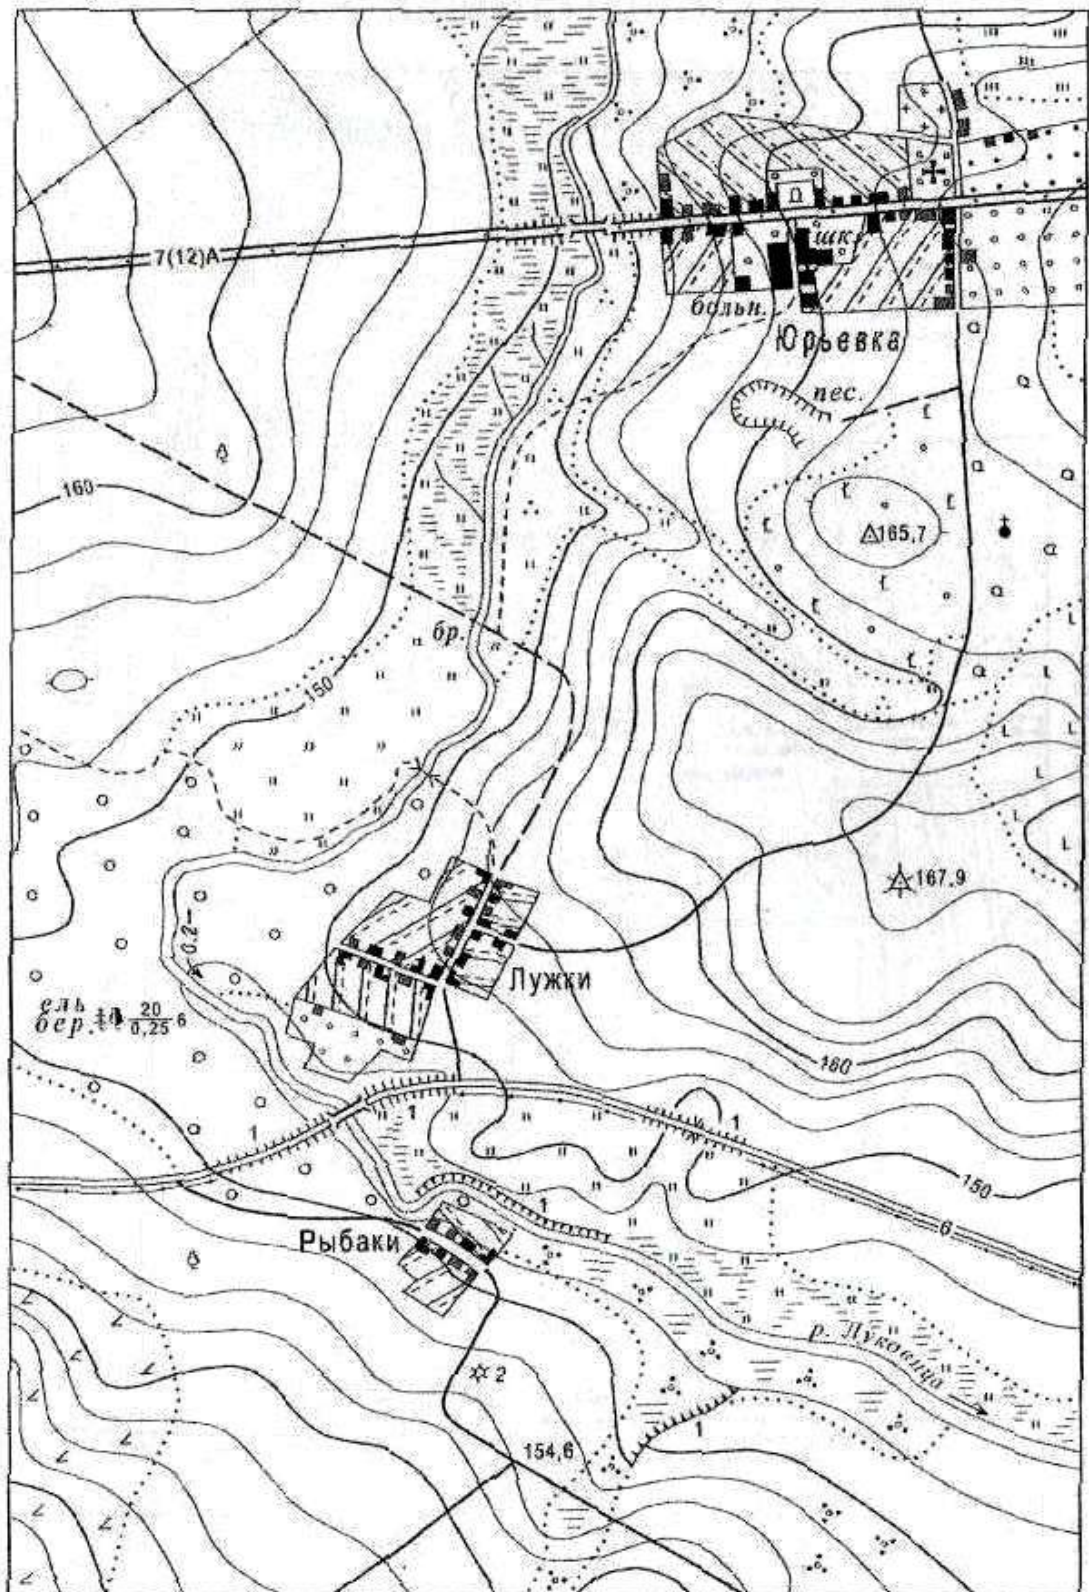 7(12)А
шк.
больн.
Юрьевка
пес.
160
165,7
бр.
150
167,9
0.2
Лужки
ель
бер.
20
0,25
6
160
1
1
1
150
Рыбаки
1
6
р. Луковица
2
154,6
1